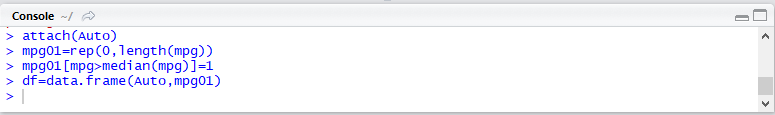 Console ~/
> attach(Auto)
> mpg01=rep(0,length(mpg))
> mpg01[mpg>median(mpg)]=1
> df=data.frame(Auto,mpg01)
>